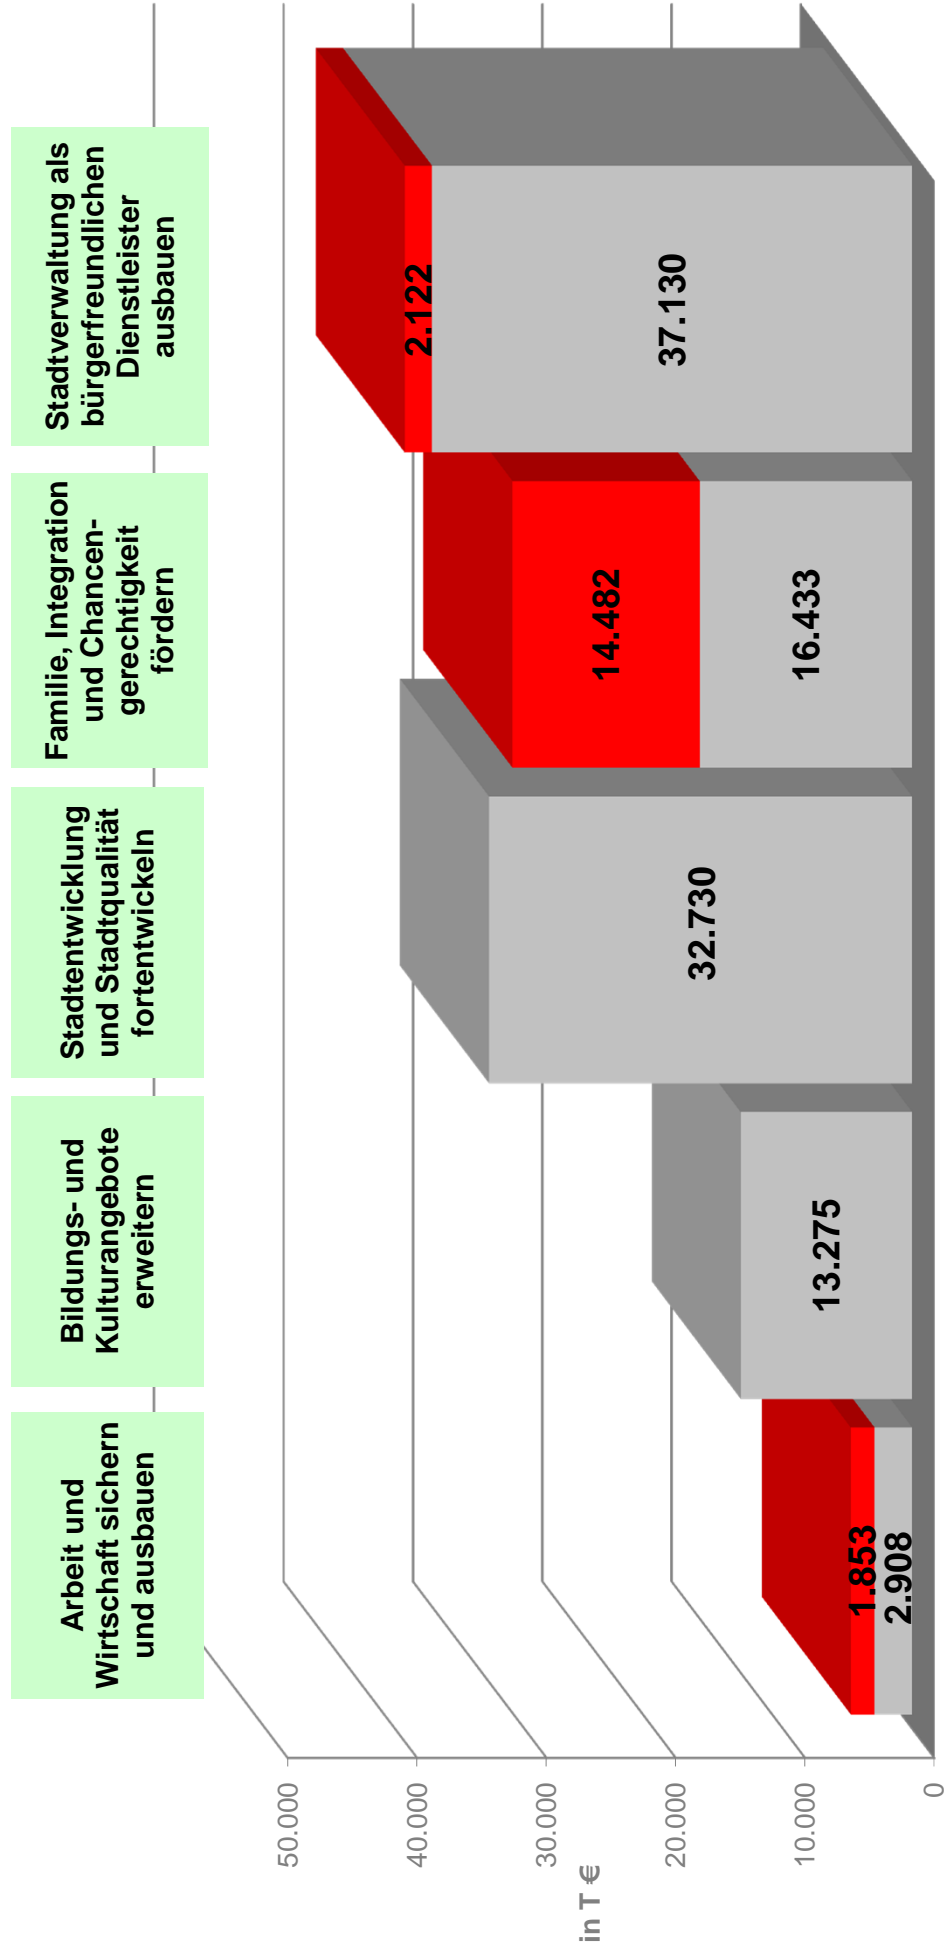 Arbeit und
Wirtschaft sichern
und ausbauen
Bildungs- und
Kulturangebote
erweitern
Stadtentwicklung
und Stadtqualität
fortentwickeln
Familie, Integration
und Chancen-
gerechtigkeit
fördern
Stadtverwaltung als
bürgerfreundlichen
Dienstleister
ausbauen
50.000
40.000
30.000
20.000
10.000
0
in T €
1.853
2.908
13.275
32.730
14.482
16.433
2.122
37.130